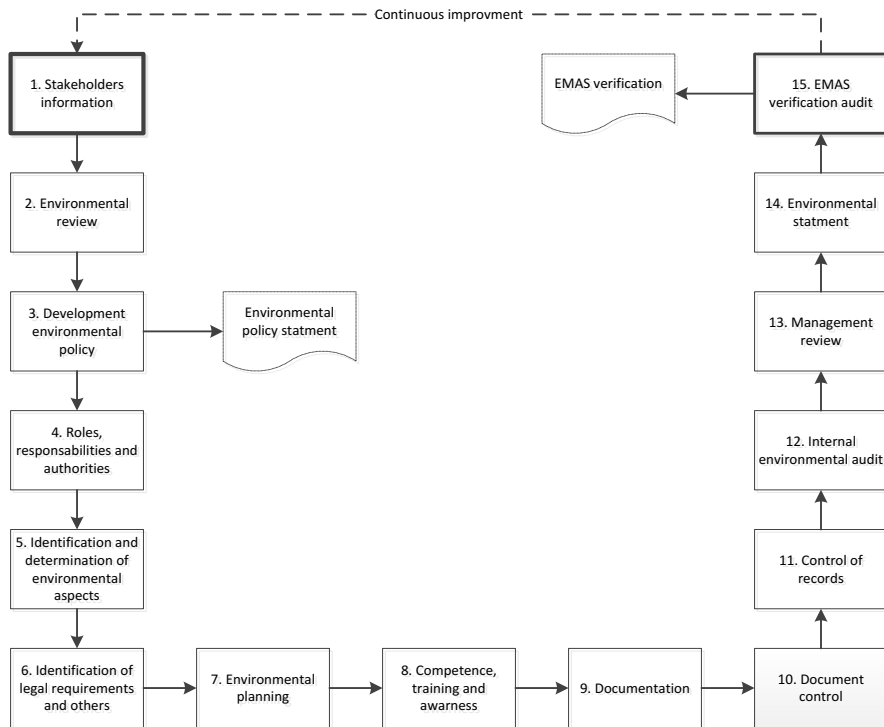 Continuous improvment
1. Stakeholders
information
EMAS verification
15. EMAS
verification audit
2. Environmental
review
14. Environmental
statment
3. Development
environmental
policy
Environmental
policy statment
13. Management
review
4. Roles,
responsabilities and
authorities
12. Internal
environmental audit
5. Identification and
determination of
environmental
aspects
11. Control of
records
6. Identification of
legal requirements
and others
7. Environmental
planning
8. Competence,
training and
awarness
9. Documentation
10. Document
control